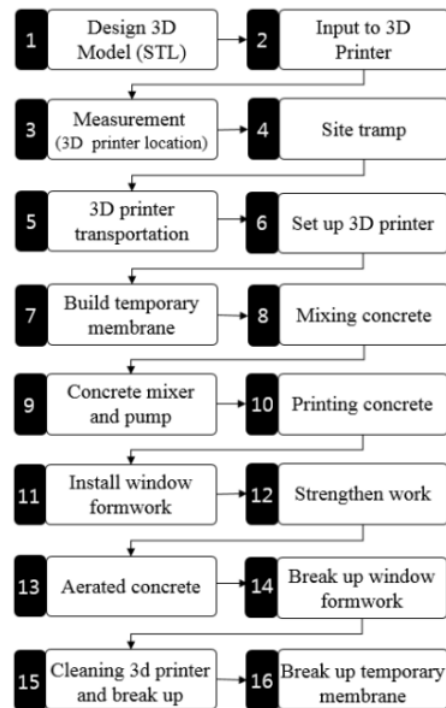 1
Design 3D
Model (STL)
2
Input to 3D
Printer
3
Measurement
(3D printer location)
4
Site tramp
5
3D printer
transportation
6
Set up 3D printer
7
Build temporary
membrane
8
Mixing concrete
9
Concrete mixer
and pump
10
Printing concrete
11
Install window
formwork
12
Strengthen work
13
Aerated concrete
14
Break up window
formwork
15
Cleaning 3d printer
and break up
16
Break up temporary
membrane